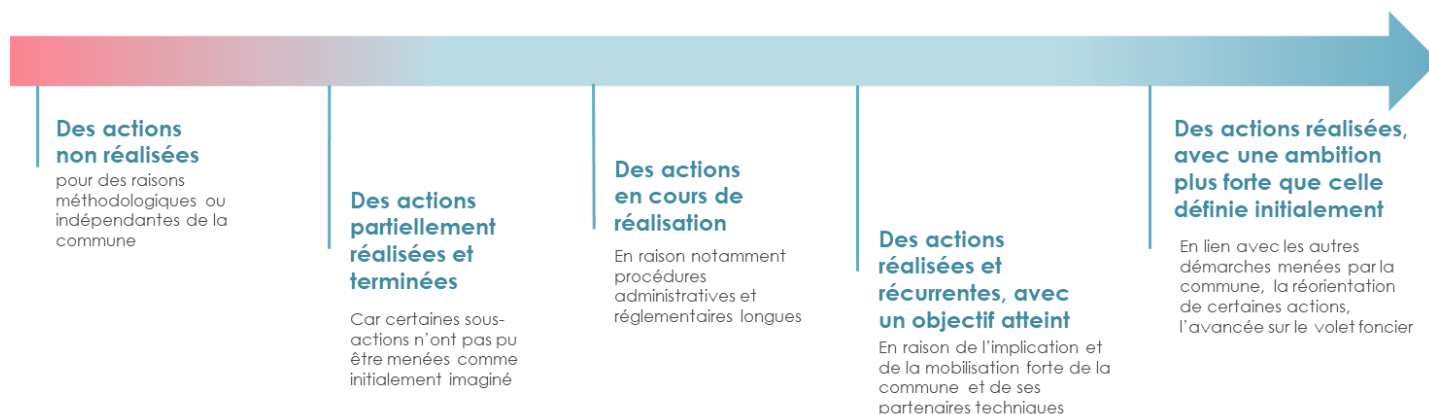 Des actions
non réalisées
pour des raisons
méthodologiques ou
indépendantes de la
commune
Des actions
partiellement
réalisées et
terminées
Car certaines sous-
actions n’ont pas pu
être menées comme
initialement imaginé
Des actions
en cours de
réalisation
En raison notamment
procédures
administratives et
réglementaires longues
Des actions
réalisées et
récurrentes, avec
un objectif atteint
En raison de l’implication et
de la mobilisation forte de la
commune et de ses
partenaires techniques
Des actions réalisées,
avec une ambition
plus forte que celle
définie initialement
En lien avec les autres
démarches menées par la
commune, la réorientation
de certaines actions,
l’avancée sur le volet foncier